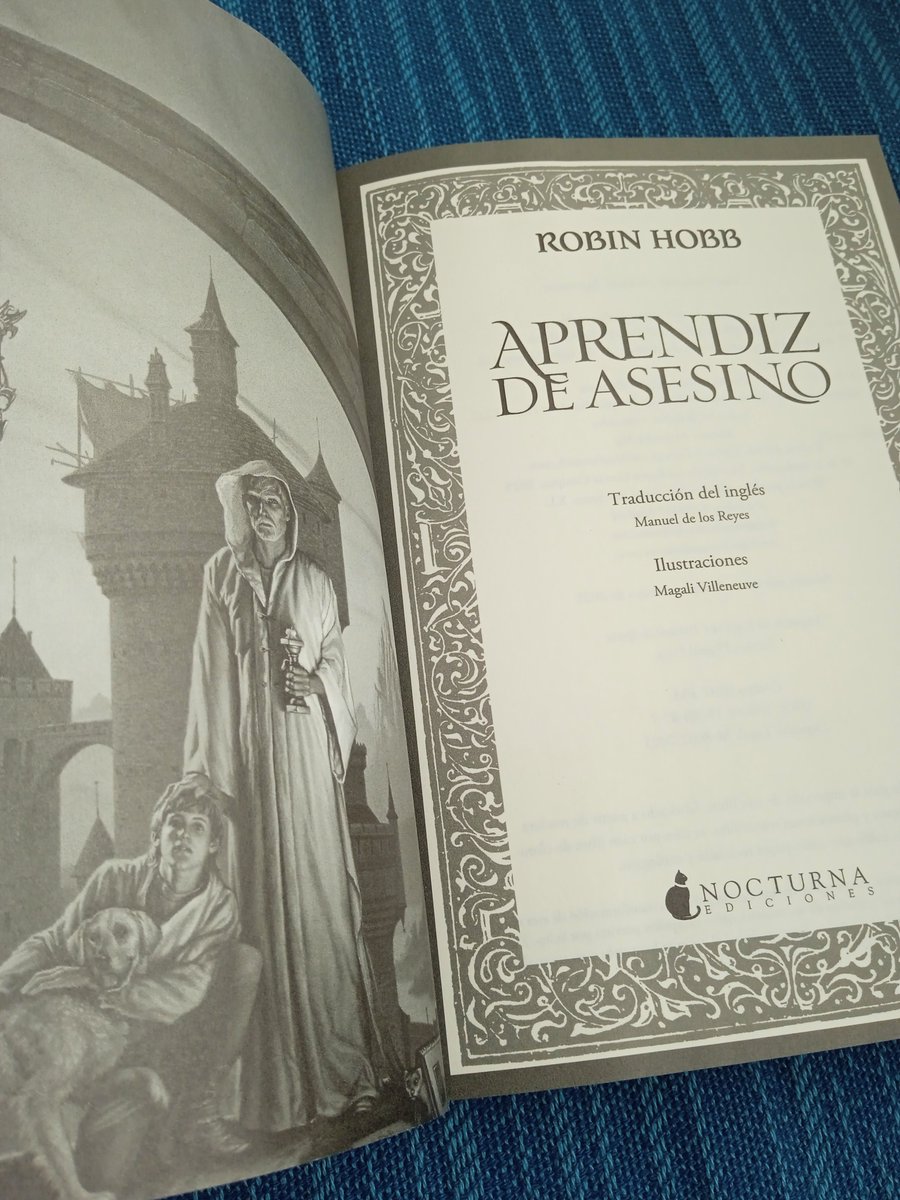 ROBIN HOBB
APRENDIZ
DE ASESINO
Traducción del inglés
Manuel de los Reyes
Ilustraciones
Magali Villeneuve
NOCTURNA
EDICIONES